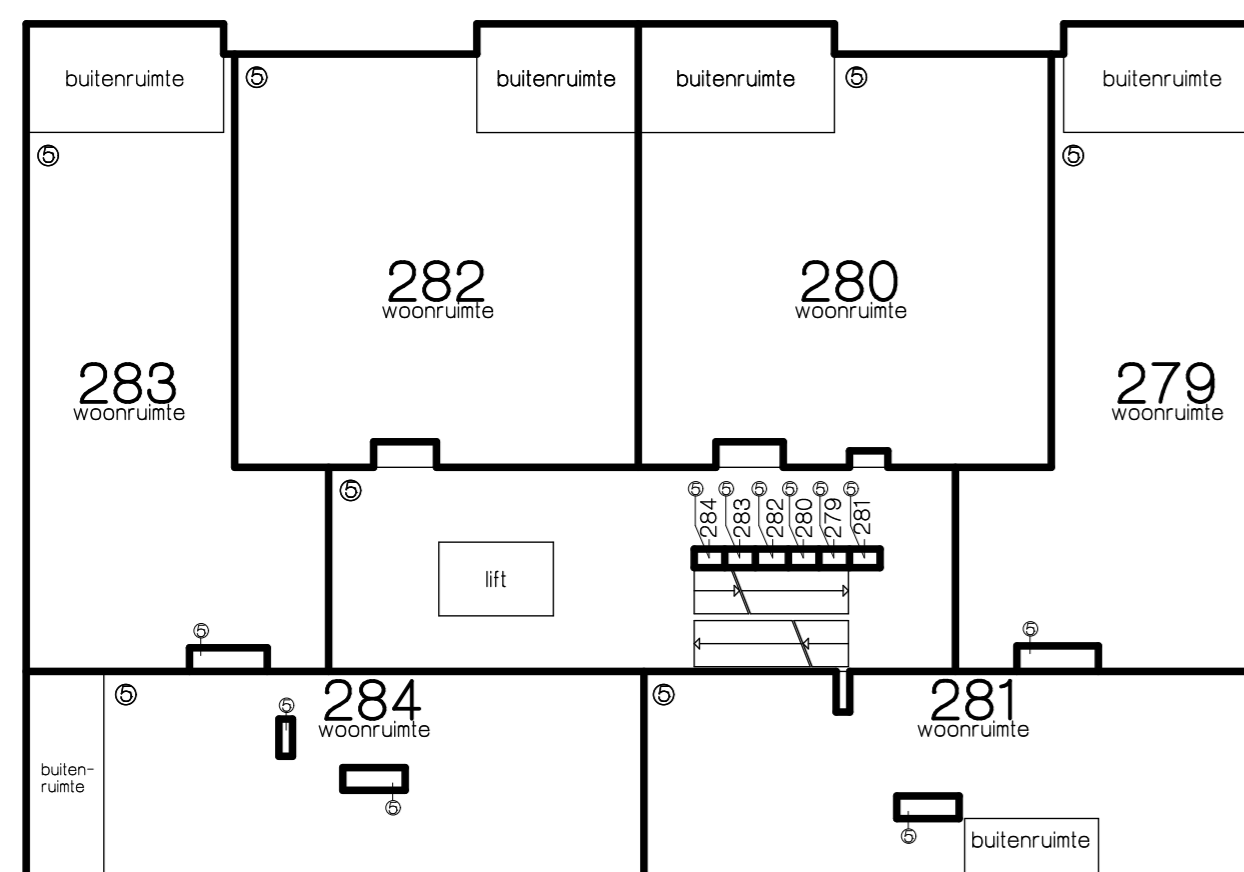 buitenruimte
buitenruimte
buitenruimte
buitenruimte
⑤
⑤
⑤
⑤
282
woonruimte
280
woonruimte
283
woonruimte
279
woonruimte
⑤
⑤ ⑤ ⑤ ⑤ ⑤ ⑤
284
283
282
280
279
281
lift
⑤
⑤
⑤
284
woonruimte
⑤
281
woonruimte
⑤
buiten-
ruimte
⑤
⑤
buitenruimte